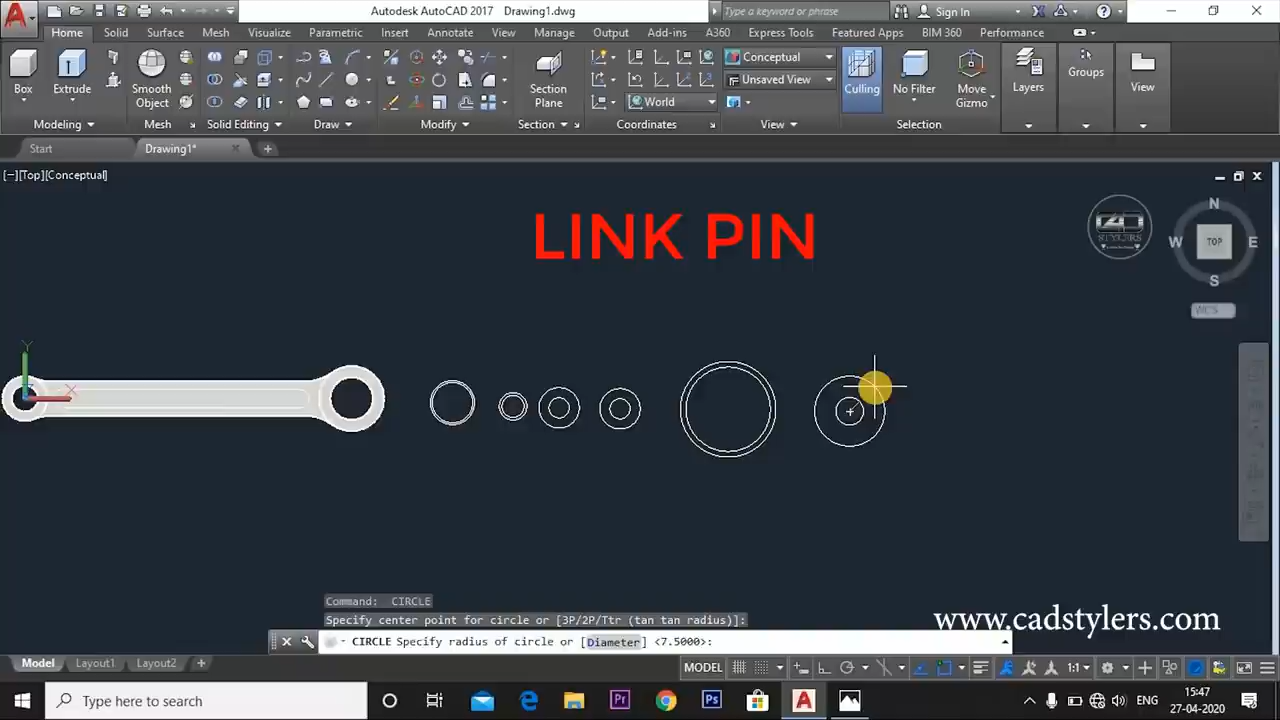 Autodesk AutoCAD 2017 Drawing1.dwg
Type a keyword or phrase
Sign In
Home Solid Surface Mesh Visualize Parametric Insert Annotate View Manage Output Add-ins A360 Express Tools Featured Apps BIM 360 Performance
Conceptual
Unsaved View
World
Box Extrude Smooth Object Section Plane Culling No Filter Move Gizmo Layers Groups View
Modeling Mesh Solid Editing Draw Modify Section Coordinates View Selection
Start Drawing1*
[−][Top][Conceptual]
LINK PIN
STYLERS
N
W TOP E
S
WCS
Y
X
Command: CIRCLE
Specify center point for circle or [3P/2P/Ttr (tan tan radius)]:
CIRCLE Specify radius of circle or [Diameter] <7.5000>:
www.cadstylers.com
Model Layout1 Layout2
MODEL 1:1
Type here to search
Pr Ps A
ENG
15:47
27-04-2020